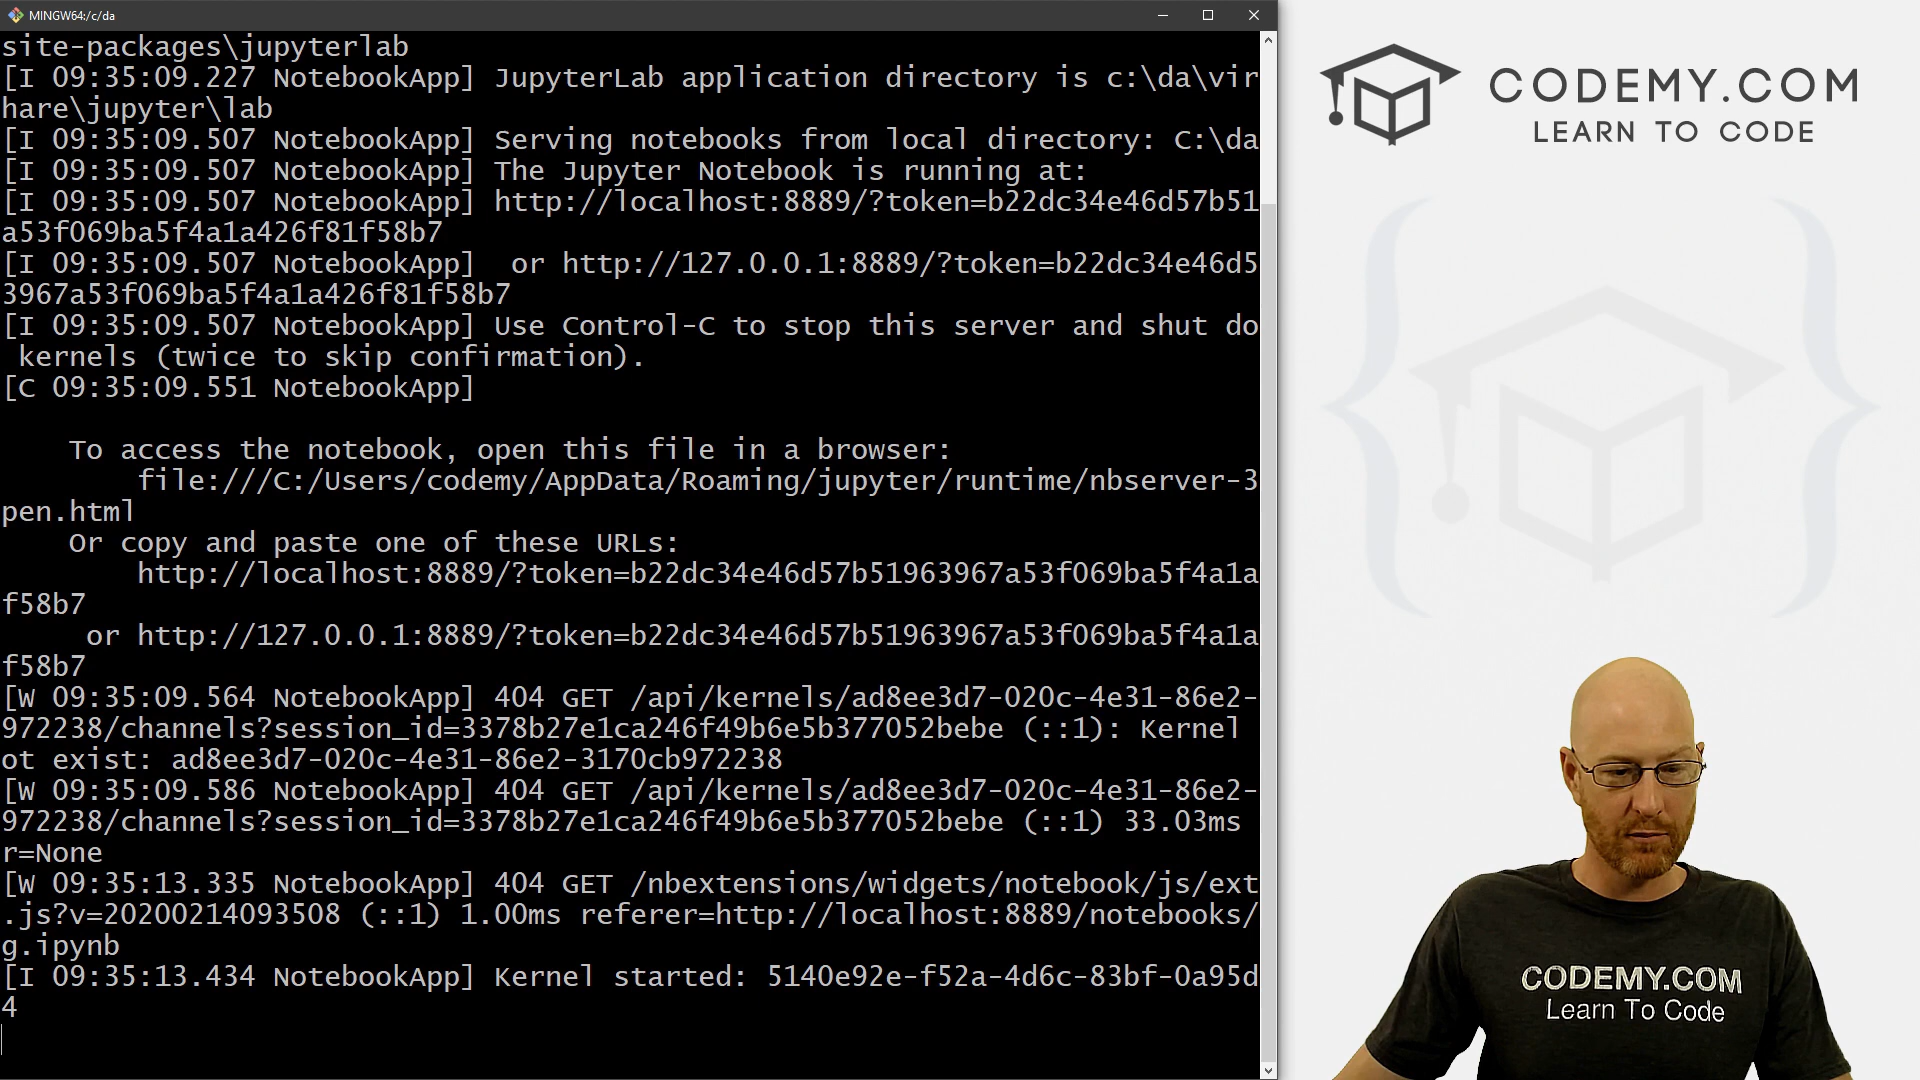 MINGW64:/c/da
site-packages\jupyterlab
[I 09:35:09.227 NotebookApp] JupyterLab application directory is c:\da\vir
hare\jupyter\lab
[I 09:35:09.507 NotebookApp] Serving notebooks from local directory: C:\da
[I 09:35:09.507 NotebookApp] The Jupyter Notebook is running at:
[I 09:35:09.507 NotebookApp] http://localhost:8889/?token=b22dc34e46d57b51
a53f069ba5f4a1a426f81f58b7
[I 09:35:09.507 NotebookApp]  or http://127.0.0.1:8889/?token=b22dc34e46d5
3967a53f069ba5f4a1a426f81f58b7
[I 09:35:09.507 NotebookApp] Use Control-C to stop this server and shut do
 kernels (twice to skip confirmation).
[C 09:35:09.551 NotebookApp]
    To access the notebook, open this file in a browser:
        file:///C:/Users/codemy/AppData/Roaming/jupyter/runtime/nbserver-3
pen.html
    Or copy and paste one of these URLs:
        http://localhost:8889/?token=b22dc34e46d57b51963967a53f069ba5f4a1a
f58b7
     or http://127.0.0.1:8889/?token=b22dc34e46d57b51963967a53f069ba5f4a1a
f58b7
[W 09:35:09.564 NotebookApp] 404 GET /api/kernels/ad8ee3d7-020c-4e31-86e2-
972238/channels?session_id=3378b27e1ca246f49b6e5b377052bebe (::1): Kernel
ot exist: ad8ee3d7-020c-4e31-86e2-3170cb972238
[W 09:35:09.586 NotebookApp] 404 GET /api/kernels/ad8ee3d7-020c-4e31-86e2-
972238/channels?session_id=3378b27e1ca246f49b6e5b377052bebe (::1) 33.03ms
r=None
[W 09:35:13.335 NotebookApp] 404 GET /nbextensions/widgets/notebook/js/ext
.js?v=20200214093508 (::1) 1.00ms referer=http://localhost:8889/notebooks/
g.ipynb
[I 09:35:13.434 NotebookApp] Kernel started: 5140e92e-f52a-4d6c-83bf-0a95d
4
CODEMY.COM
LEARN TO CODE
CODEMY.COM
Learn To Code